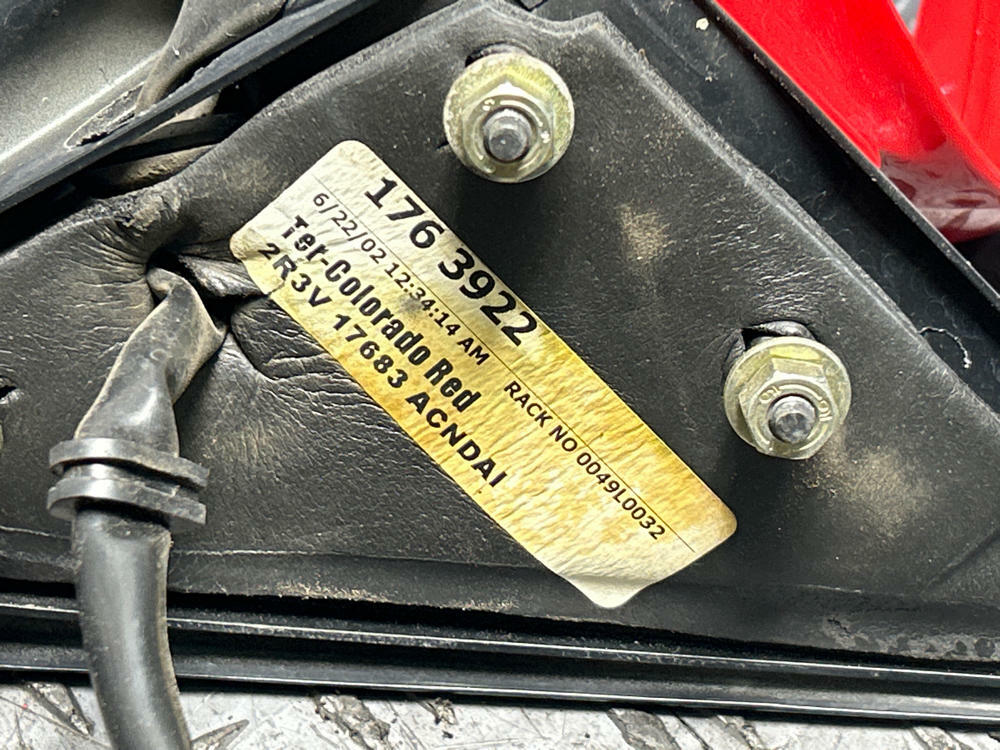 176 3922
6/22/02 12:34:14 AM RACK NO 0049L0032
Ter-Colorado Red
2R3V 17683 ACNDAI